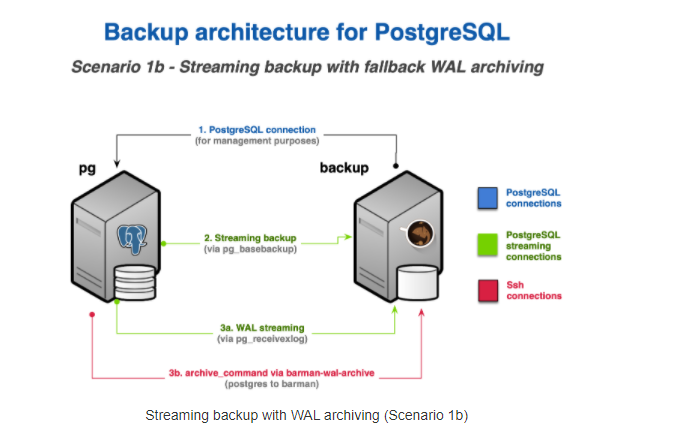 Backup architecture for PostgreSQL
Scenario 1b - Streaming backup with fallback WAL archiving
1. PostgreSQL connection
(for management purposes)
pg
backup
PostgreSQL
connections
2. Streaming backup
(via pg_basebackup)
PostgreSQL
streaming
connections
Ssh
connections
3a. WAL streaming
(via pg_receivexlog)
3b. archive_command via barman-wal-archive
(postgres to barman)
Streaming backup with WAL archiving (Scenario 1b)